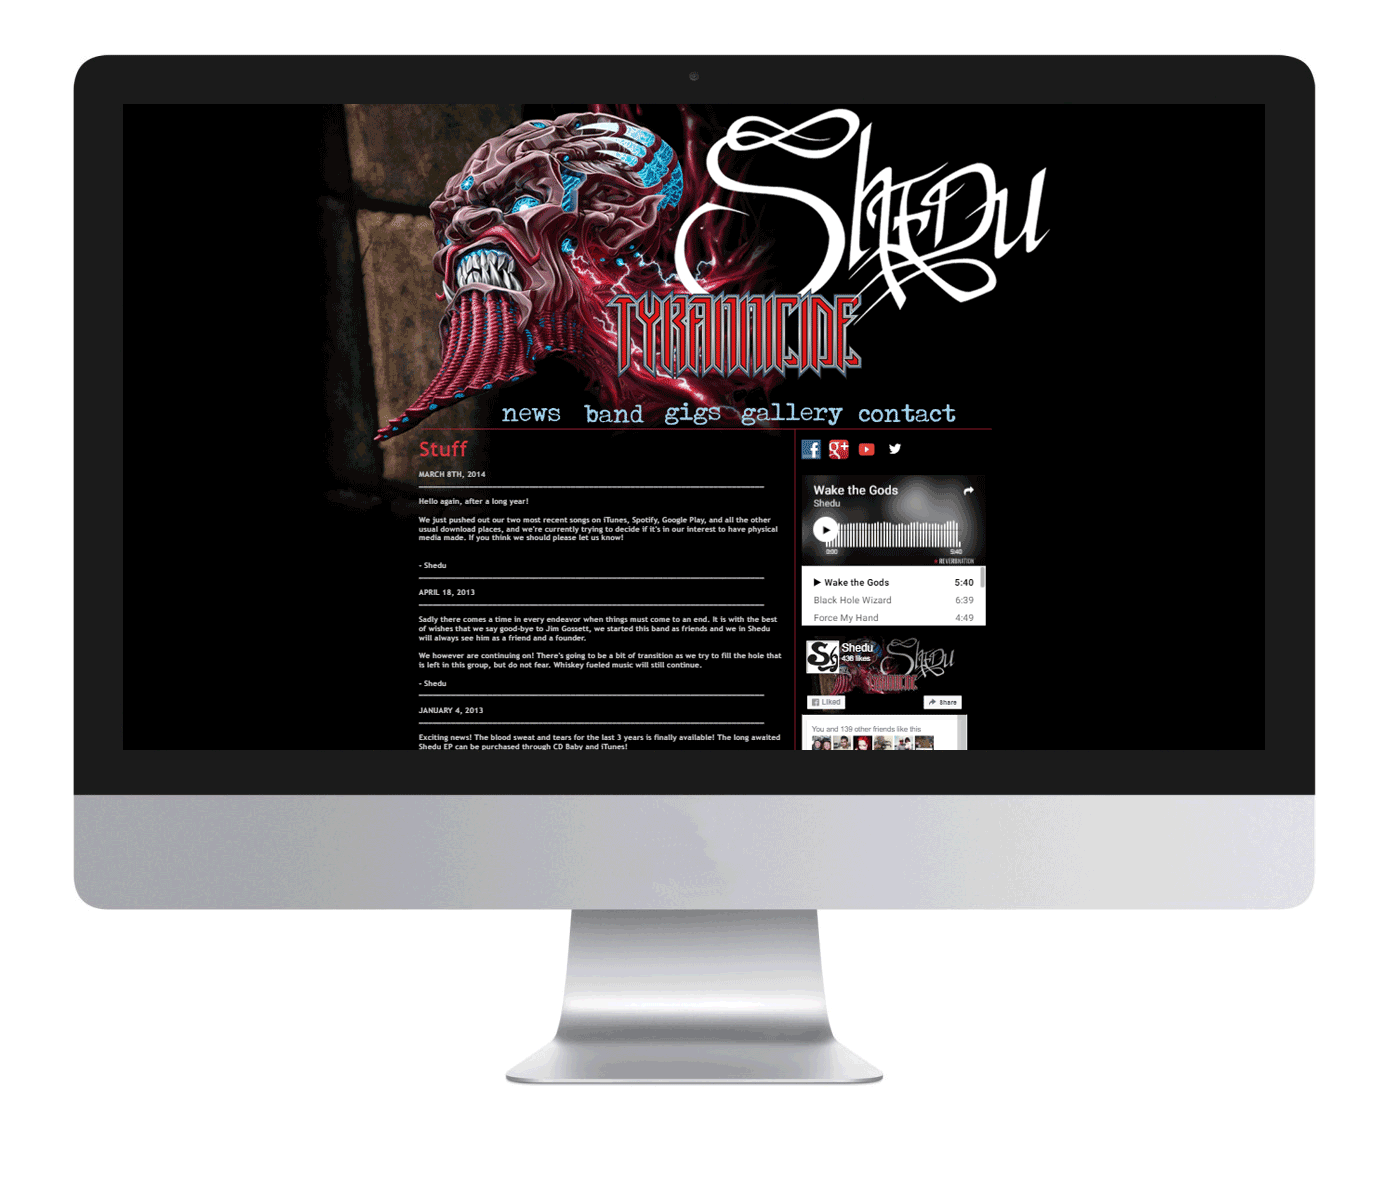 Shedu
TYRANNICIDE
news band gigs gallery contact
Stuff
MARCH 8TH, 2014
Hello again, after a long year!
We just pushed out our two most recent songs on iTunes, Spotify, Google Play, and all the other
usual download places, and we're currently trying to decide if it's in our interest to have physical
media made. If you think we should please let us know!
- Shedu
APRIL 18, 2013
Sadly there comes a time in every endeavor when things must come to an end. It is with the best
of wishes that we say good-bye to Jim Gossett, we started this band as friends and we in Shedu
will always see him as a friend and a founder.
We however are continuing on! There's going to be a bit of transition as we try to fill the hole that
is left in this group, but do not fear. Whiskey fueled music will still continue.
- Shedu
JANUARY 4, 2013
Exciting news! The blood sweat and tears for the last 3 years is finally available! The long awaited
Shedu EP can be purchased through CD Baby and iTunes!
f g+
Wake the Gods
Shedu
0:00 5:40
REVERBNATION
Wake the Gods 5:40
Black Hole Wizard 6:39
Force My Hand 4:49
Shedu
436 likes
Shedu
TYRANNICIDE
Liked Share
You and 139 other friends like this